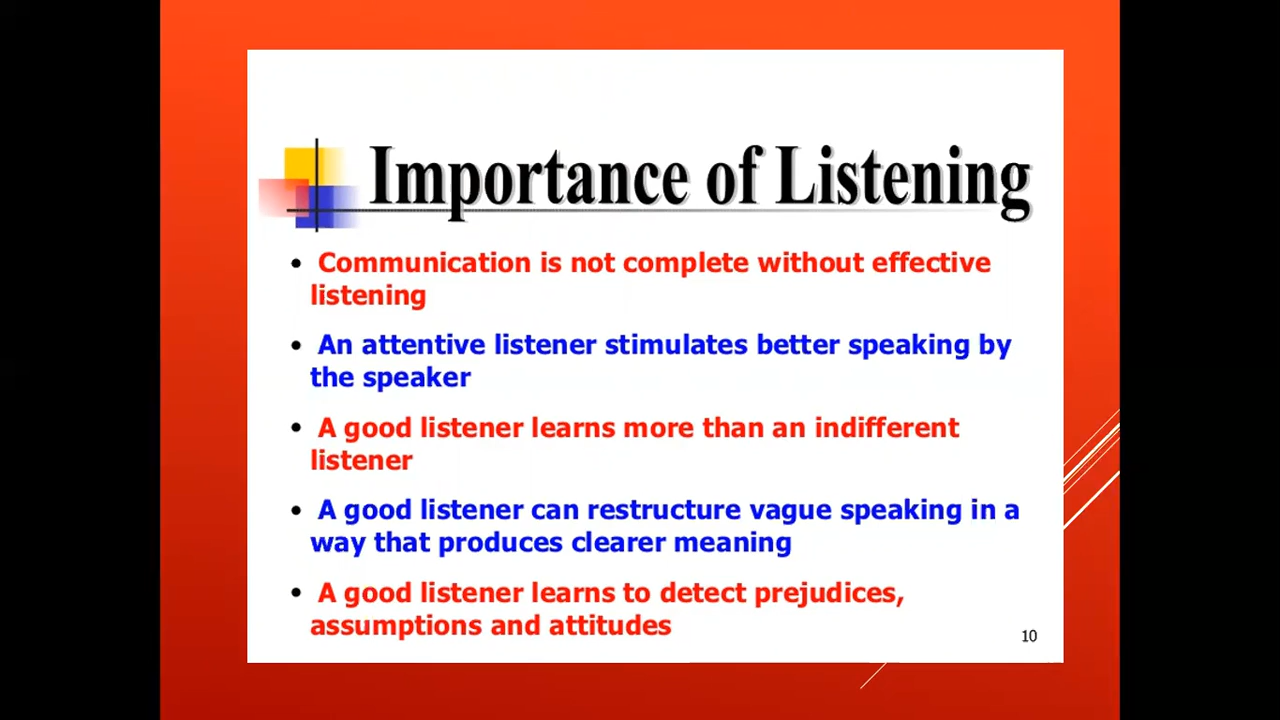 Importance of Listening
• Communication is not complete without effective
listening
• An attentive listener stimulates better speaking by
the speaker
• A good listener learns more than an indifferent
listener
• A good listener can restructure vague speaking in a
way that produces clearer meaning
• A good listener learns to detect prejudices,
assumptions and attitudes
10